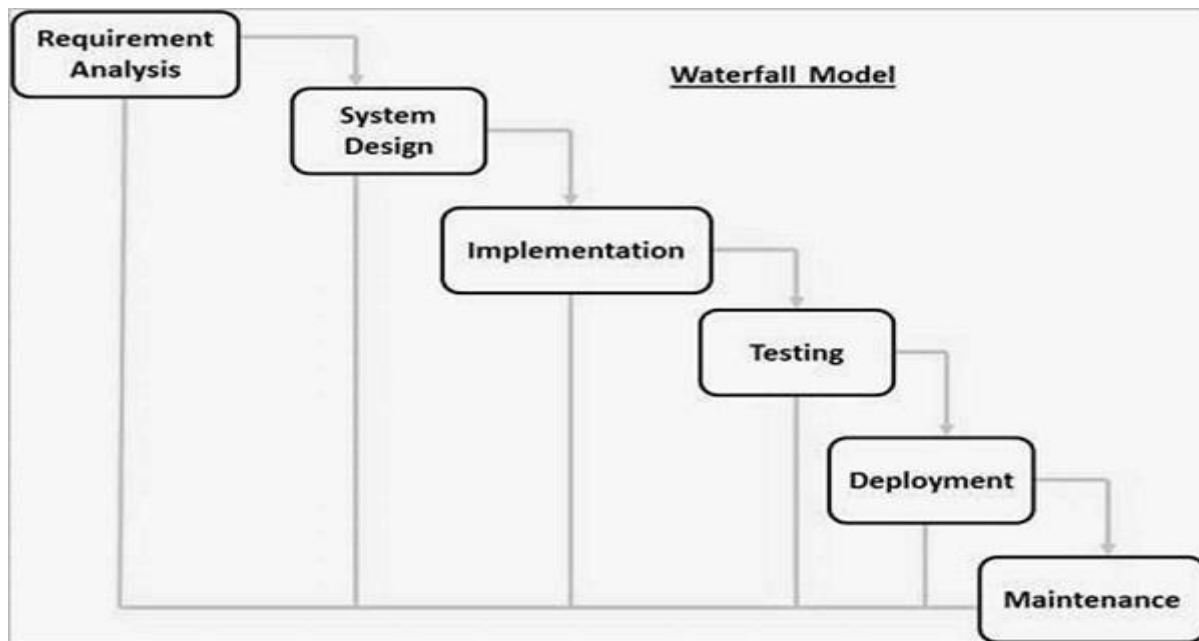 Requirement
Analysis
Waterfall Model
System
Design
Implementation
Testing
Deployment
Maintenance